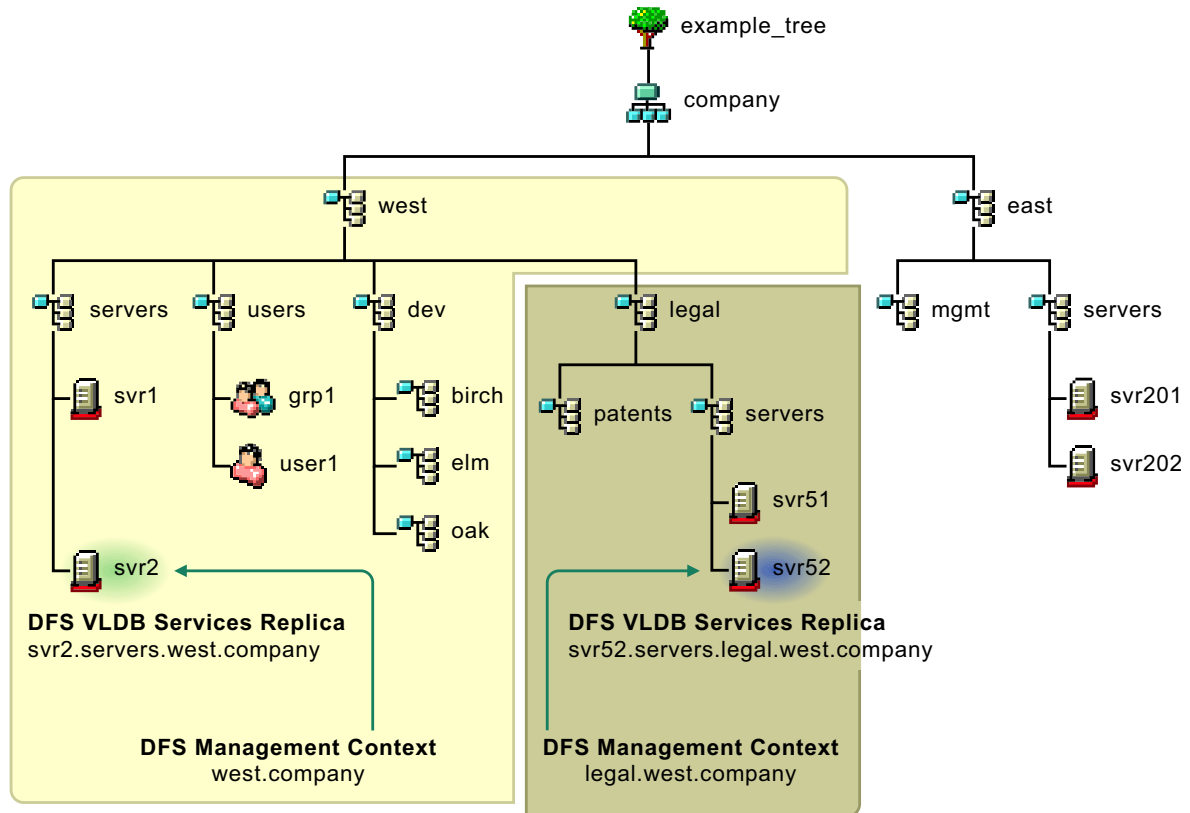 example_tree
company
west
east
servers
users
dev
legal
mgmt
servers
svr1
grp1
birch
patents
servers
svr201
user1
elm
svr51
svr202
oak
svr2
svr52
DFS VLDB Services Replica
svr2.servers.west.company
DFS VLDB Services Replica
svr52.servers.legal.west.company
DFS Management Context
west.company
DFS Management Context
legal.west.company